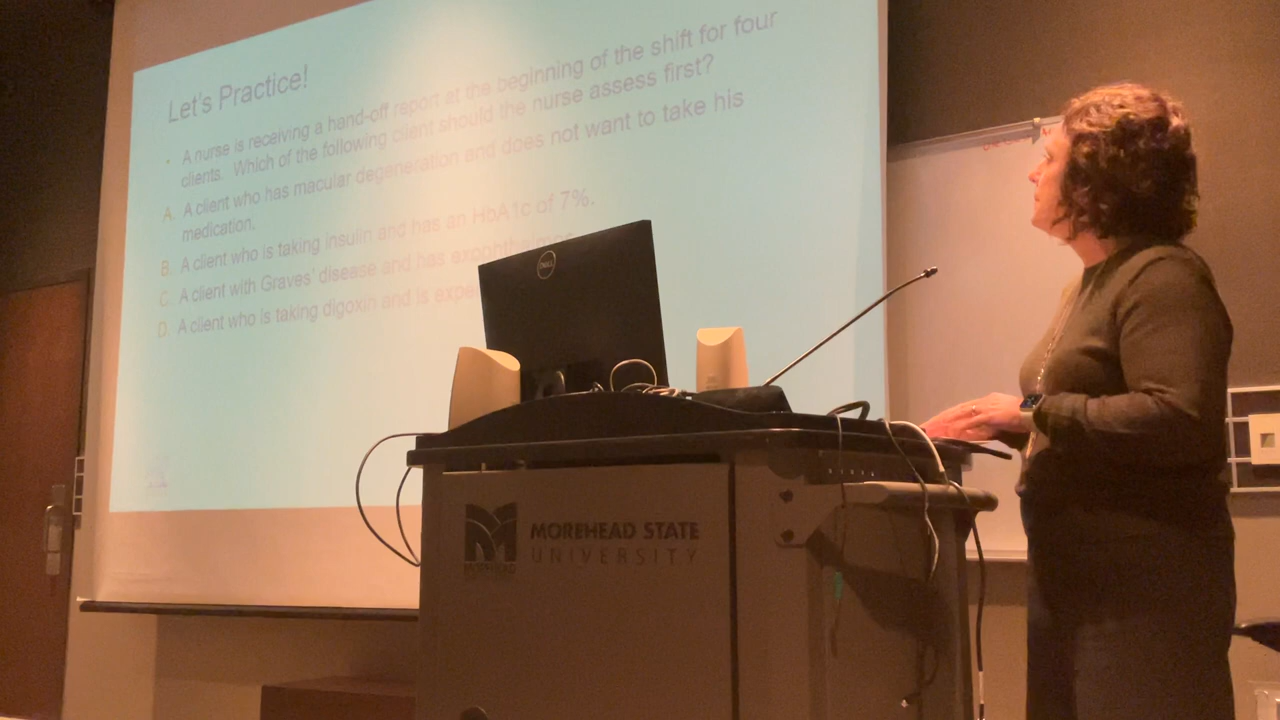 Let's Practice!
A nurse is receiving a hand-off report at the beginning of the shift for four
clients. Which of the following client should the nurse assess first?
A. A client who has macular degeneration and does not want to take his
medication.
B. A client who is taking insulin and has an HbA1c of 7%.
C. A client with Graves' disease and has exophthalmos
D. A client who is taking digoxin and is
DELL
MOREHEAD STATE
UNIVERSITY